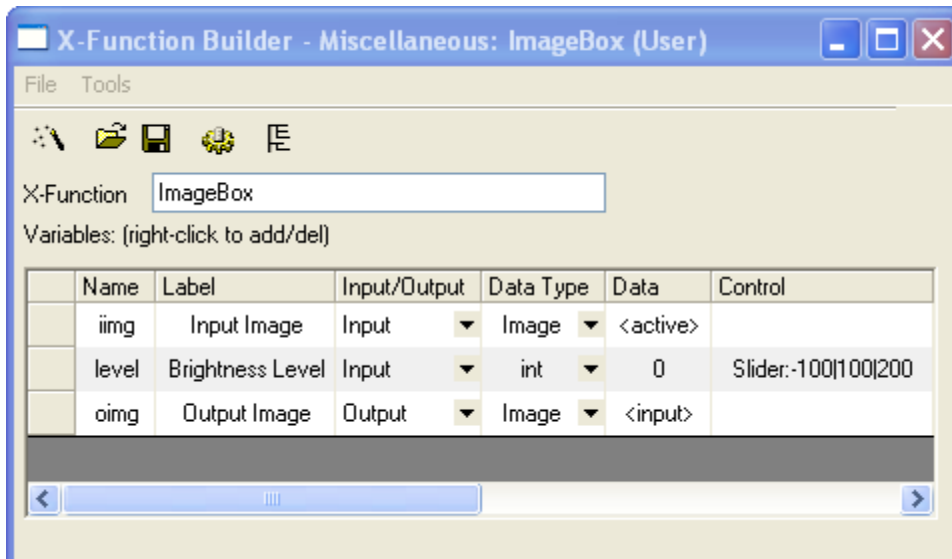 X-Function Builder - Miscellaneous: ImageBox (User)
File Tools
X-Function ImageBox
Variables: (right-click to add/del)
Name Label Input/Output Data Type Data Control
iimg Input Image Input Image <active>
level Brightness Level Input int 0 Slider:-100|100|200
oimg Output Image Output Image <input>